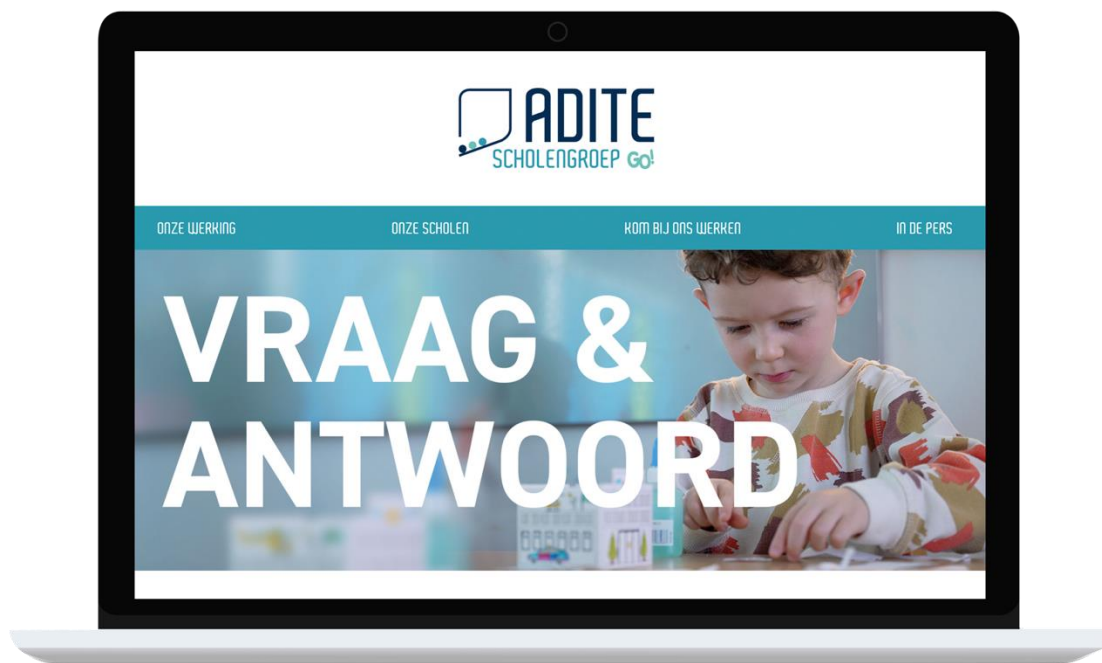 ADITE
SCHOLENGROEP GO!
ONZE WERKING ONZE SCHOLEN KOM BIJ ONS WERKEN IN DE PERS
VRAAG &
ANTWOORD